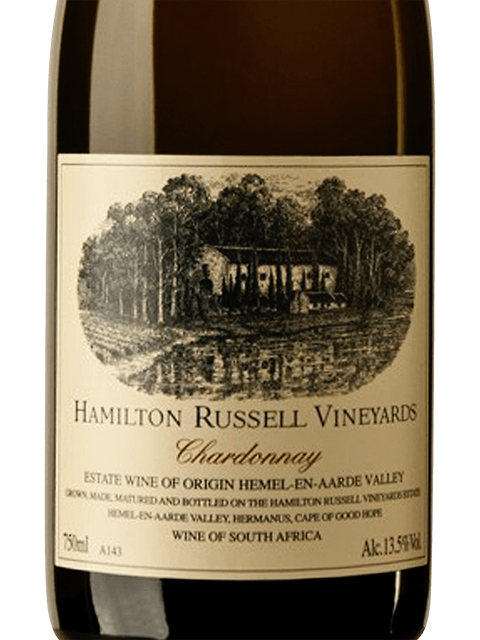 HAMILTON RUSSELL VINEYARDS
Chardonnay
ESTATE WINE OF ORIGIN HEMEL-EN-AARDE VALLEY
GROWN, MADE, MATURED AND BOTTLED ON THE HAMILTON RUSSELL VINEYARDS ESTATE
HEMEL-EN-AARDE VALLEY, HERMANUS, CAPE OF GOOD HOPE
750ml A143 WINE OF SOUTH AFRICA Alc.13.5%Vol.